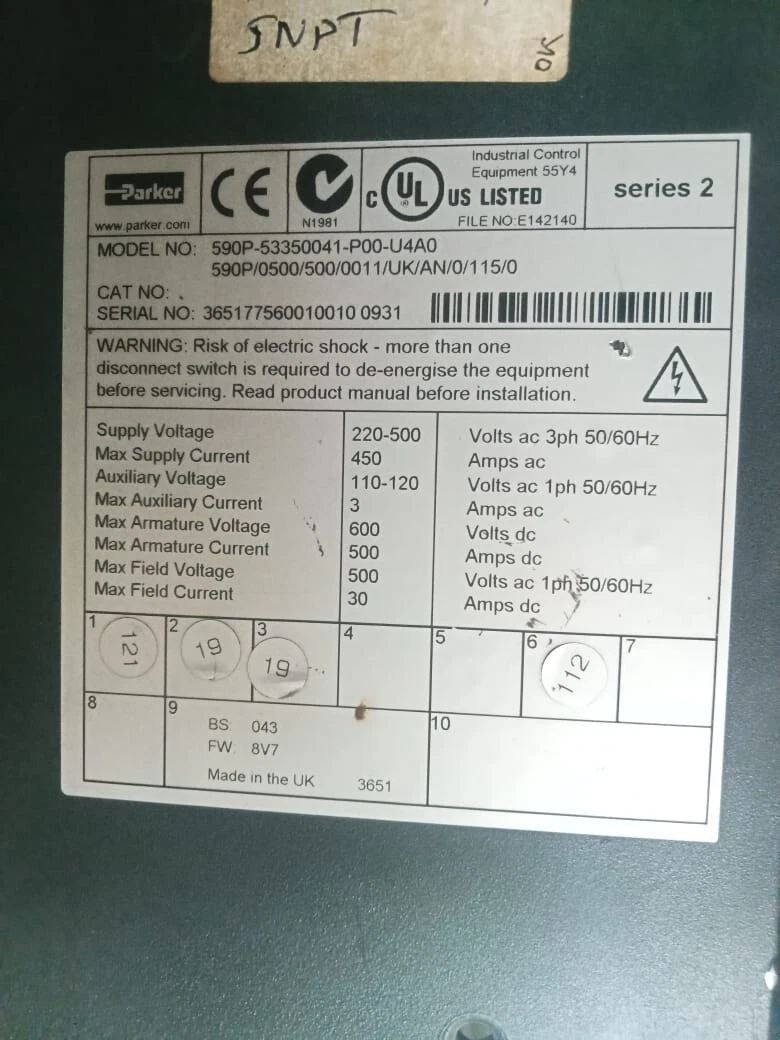 SNPT
MO
Parker
www.parker.com
CE
N1981
C UL US LISTED
®
Industrial Control
Equipment 55Y4
FILE NO:E142140
series 2
MODEL NO: 590P-53350041-P00-U4A0
590P/0500/500/0011/UK/AN/0/115/0
CAT NO: .
SERIAL NO: 365177560010010 0931
WARNING: Risk of electric shock - more than one
disconnect switch is required to de-energise the equipment
before servicing. Read product manual before installation.
Supply Voltage 220-500 Volts ac 3ph 50/60Hz
Max Supply Current 450 Amps ac
Auxiliary Voltage 110-120 Volts ac 1ph 50/60Hz
Max Auxiliary Current 3 Amps ac
Max Armature Voltage 600 Volts dc
Max Armature Current 500 Amps dc
Max Field Voltage 500 Volts ac 1ph 50/60Hz
Max Field Current 30 Amps dc
1 2 3 4 5 6 7
121 19 19 112
8 9 10
BS: 043
FW: 8V7
Made in the UK 3651